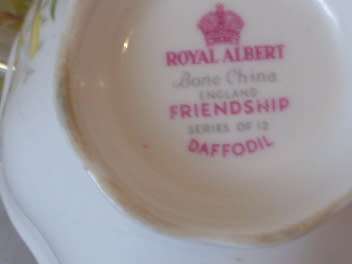 ROYAL ALBERT
Bone China
ENGLAND
FRIENDSHIP
SERIES OF 12
DAFFODIL